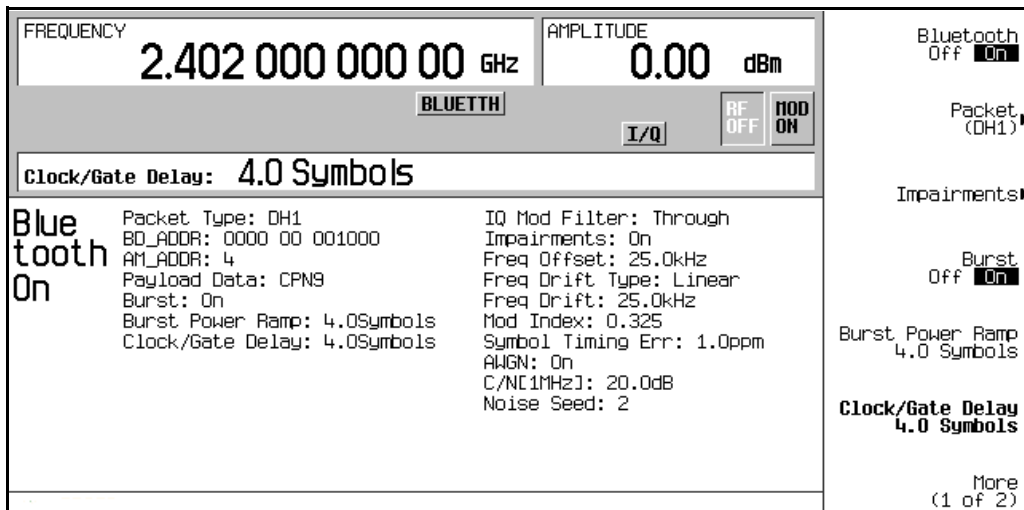 FREQUENCY
2.402 000 000 00 GHz
AMPLITUDE
0.00 dBm
BLUETTH
I/Q
RF OFF
MOD ON
Clock/Gate Delay: 4.0 Symbols
Blue
tooth
On
Packet Type: DH1
BD_ADDR: 0000 00 001000
AM_ADDR: 4
Payload Data: CPN9
Burst: On
Burst Power Ramp: 4.0Symbols
Clock/Gate Delay: 4.0Symbols
IQ Mod Filter: Through
Impairments: On
Freq Offset: 25.0kHz
Freq Drift Type: Linear
Freq Drift: 25.0kHz
Mod Index: 0.325
Symbol Timing Err: 1.0ppm
AWGN: On
C/N[1MHz]: 20.0dB
Noise Seed: 2
Bluetooth
Off On
Packet
(DH1)
Impairments
Burst
Off On
Burst Power Ramp
4.0 Symbols
Clock/Gate Delay
4.0 Symbols
More
(1 of 2)